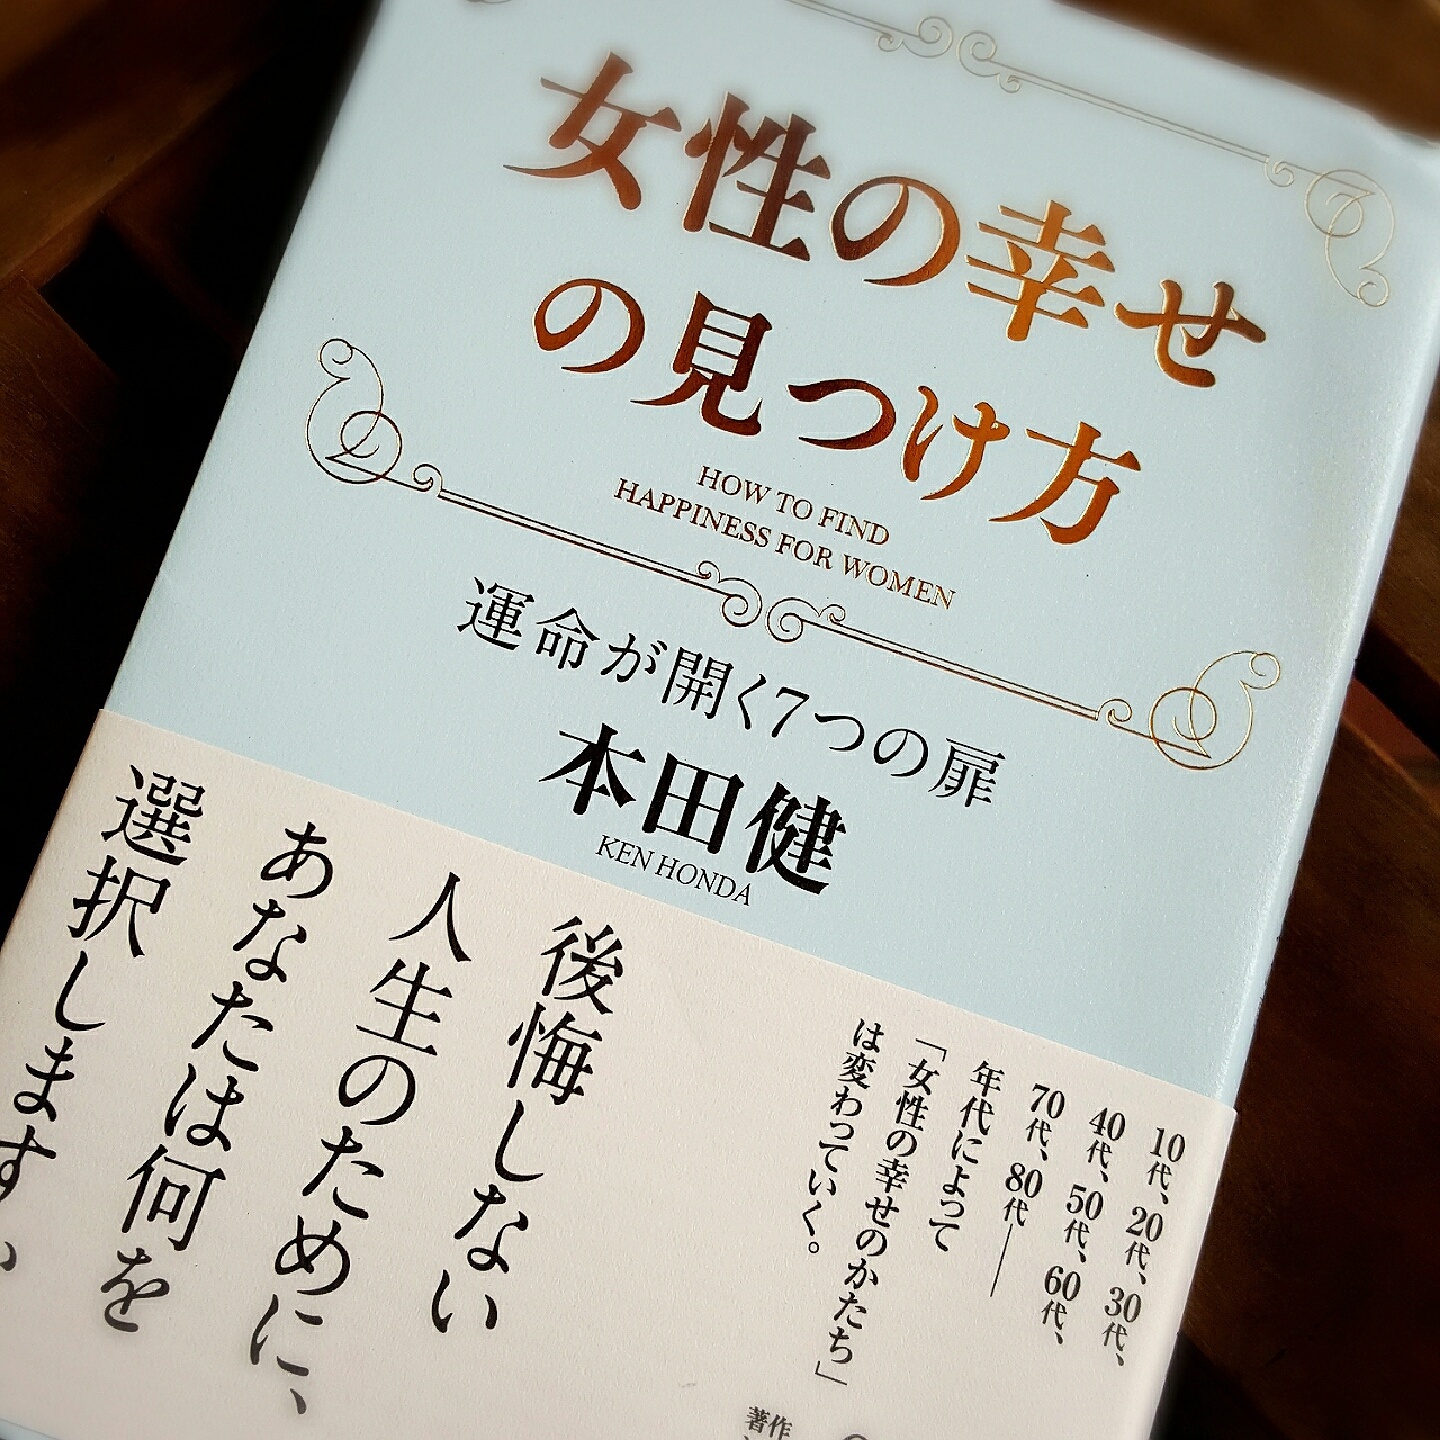 女性の幸せ
の見つけ方
HOW TO FIND
HAPPINESS FOR WOMEN
運命が開く7つの扉
本田健
KEN HONDA
10代、20代、30代、
40代、50代、60代、
70代、80代──
年代によって
「女性の幸せのかたち」
は変わっていく。
後悔しない
人生のために、
あなたは何を
選択しますか
著作